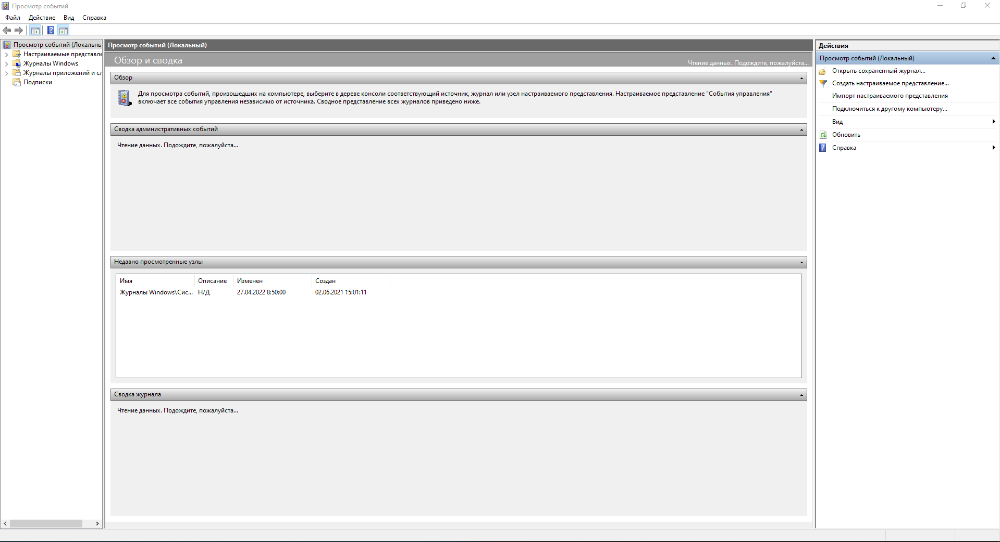 Просмотр событий
Файл Действие Вид Справка
Просмотр событий (Локальнь
Настраиваемые представле
Журналы Windows
Журналы приложений и сл
Подписки
Просмотр событий (Локальный)
Обзор и сводка
Чтение данных. Подождите, пожалуйста...
Обзор
Для просмотра событий, произошедших на компьютере, выберите в дереве консоли соответствующий источник, журнал или узел настраиваемого представления. Настраиваемое представление "События управления"
включает все события управления независимо от источника. Сводное представление всех журналов приведено ниже.
Сводка административных событий
Чтение данных. Подождите, пожалуйста...
Недавно просмотренные узлы
Имя Описание Изменен Создан
Журналы Windows\Сис... Н/Д 27.04.2022 8:50:00 02.06.2021 15:01:11
Сводка журнала
Чтение данных. Подождите, пожалуйста...
Действия
Просмотр событий (Локальный)
Открыть сохраненный журнал...
Создать настраиваемое представление...
Импорт настраиваемого представления
Подключиться к другому компьютеру...
Вид
Обновить
Справка